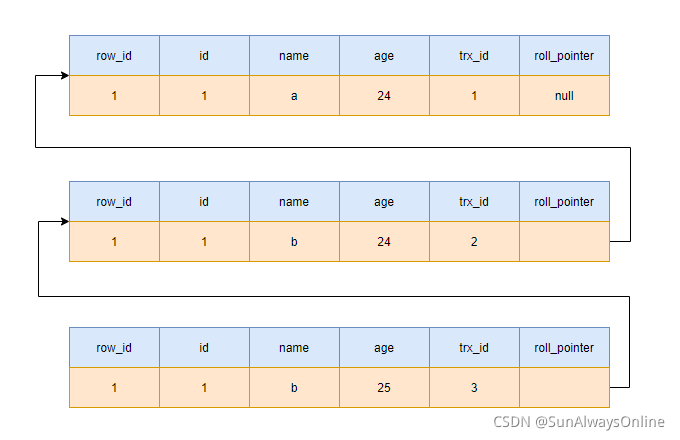 row_id id name age trx_id roll_pointer
1 1 a 24 1 null
row_id id name age trx_id roll_pointer
1 1 b 24 2
row_id id name age trx_id roll_pointer
1 1 b 25 3
CSDN @SunAlwaysOnline